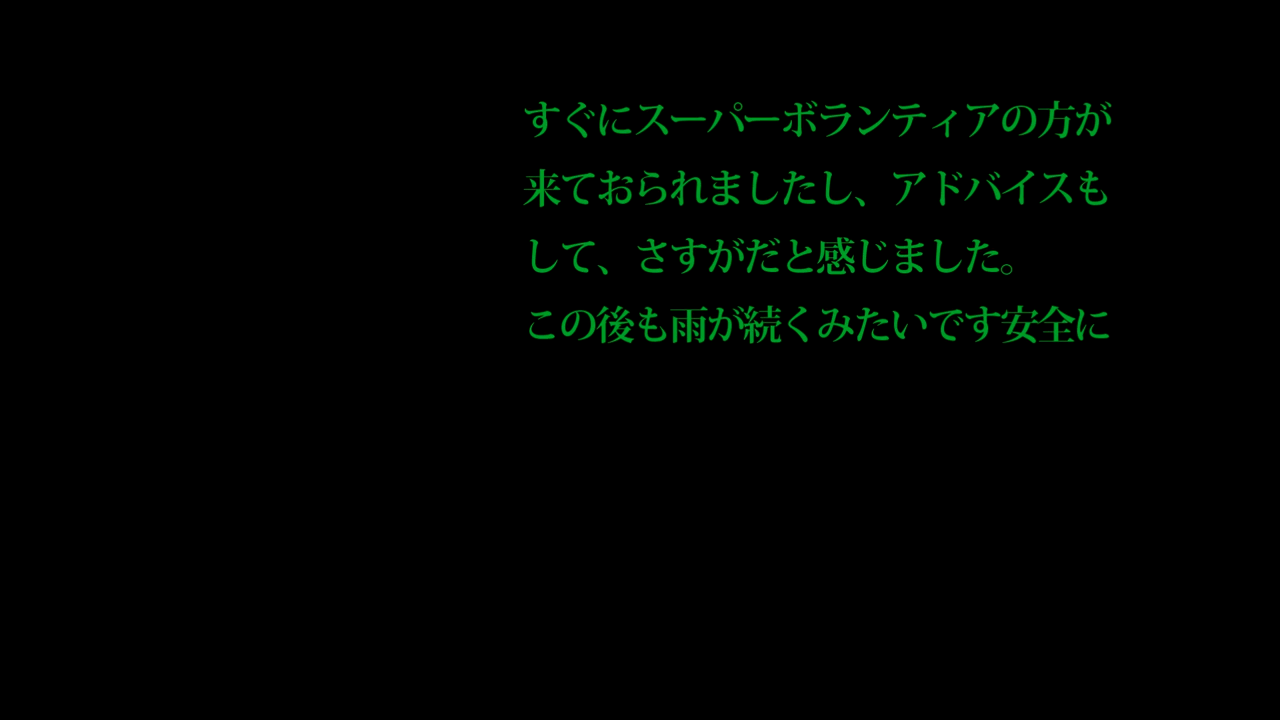 すぐにスーパーボランティアの方が
来ておられましたし、アドバイスも
して、さすがだと感じました。
この後も雨が続くみたいです安全に